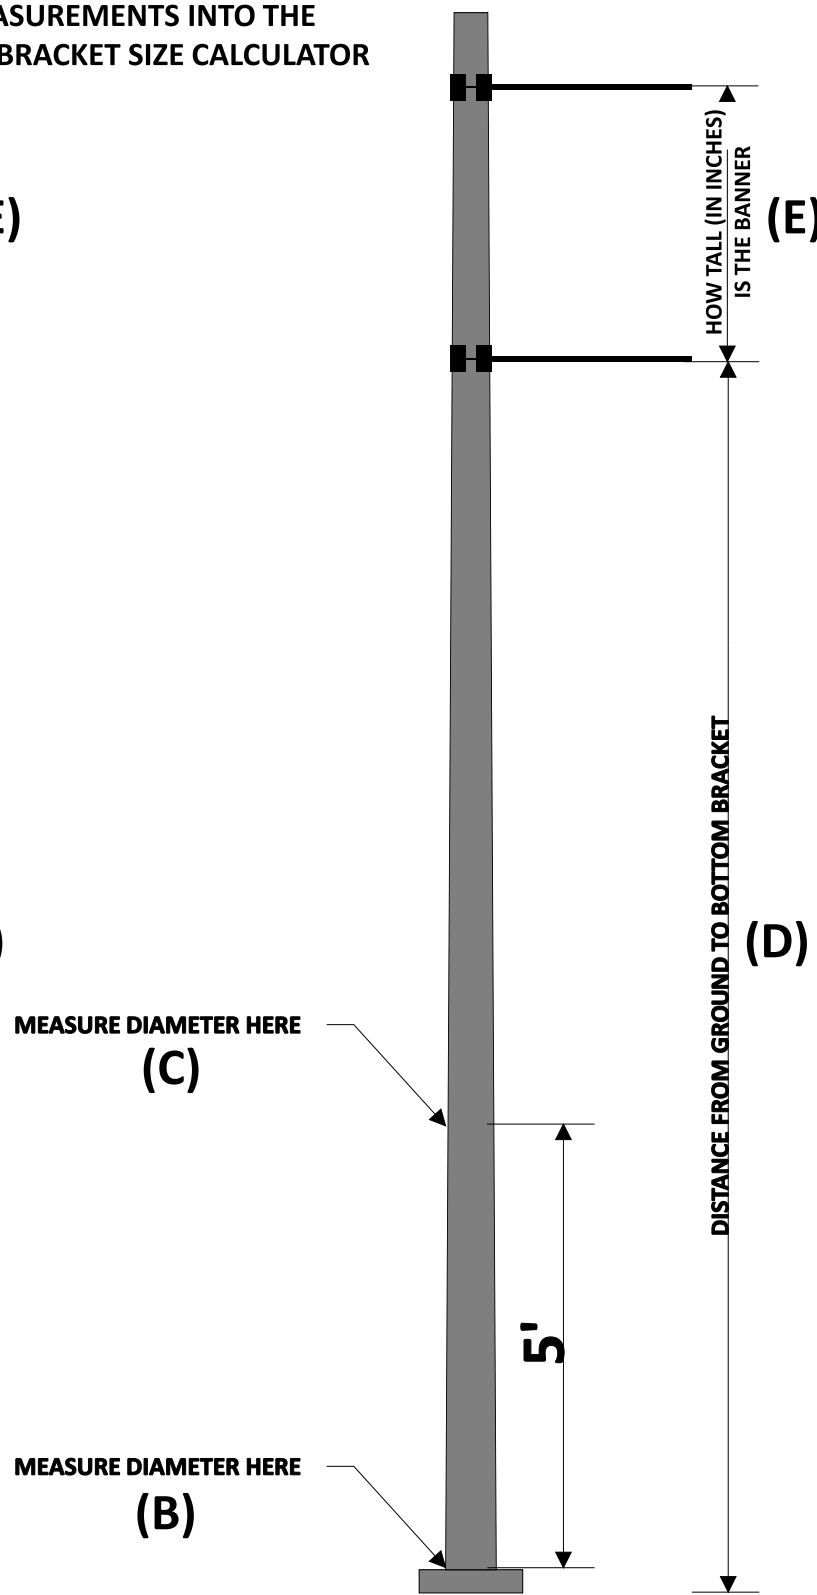 ASUREMENTS INTO THE
BRACKET SIZE CALCULATOR
HOW TALL (IN INCHES)
IS THE BANNER
(E)
E)
DISTANCE FROM GROUND TO BOTTOM BRACKET
(D)
)
MEASURE DIAMETER HERE
(C)
5'
MEASURE DIAMETER HERE
(B)